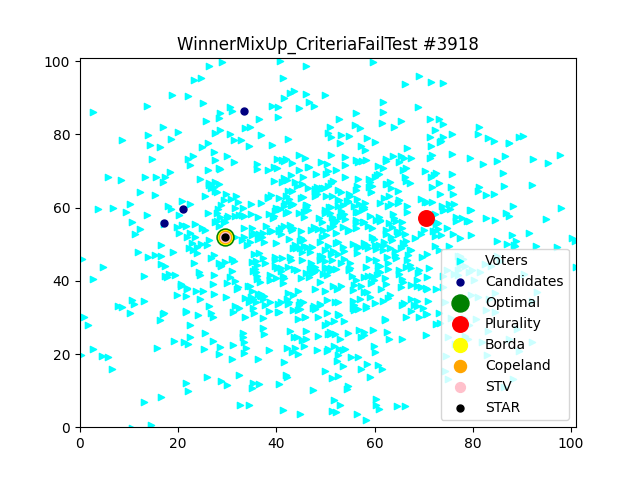 WinnerMixUp_CriteriaFailTest #3918
100
80
60
40
20
0
0
20
40
60
80
100
Voters
Candidates
Optimal
Plurality
Borda
Copeland
STV
STAR